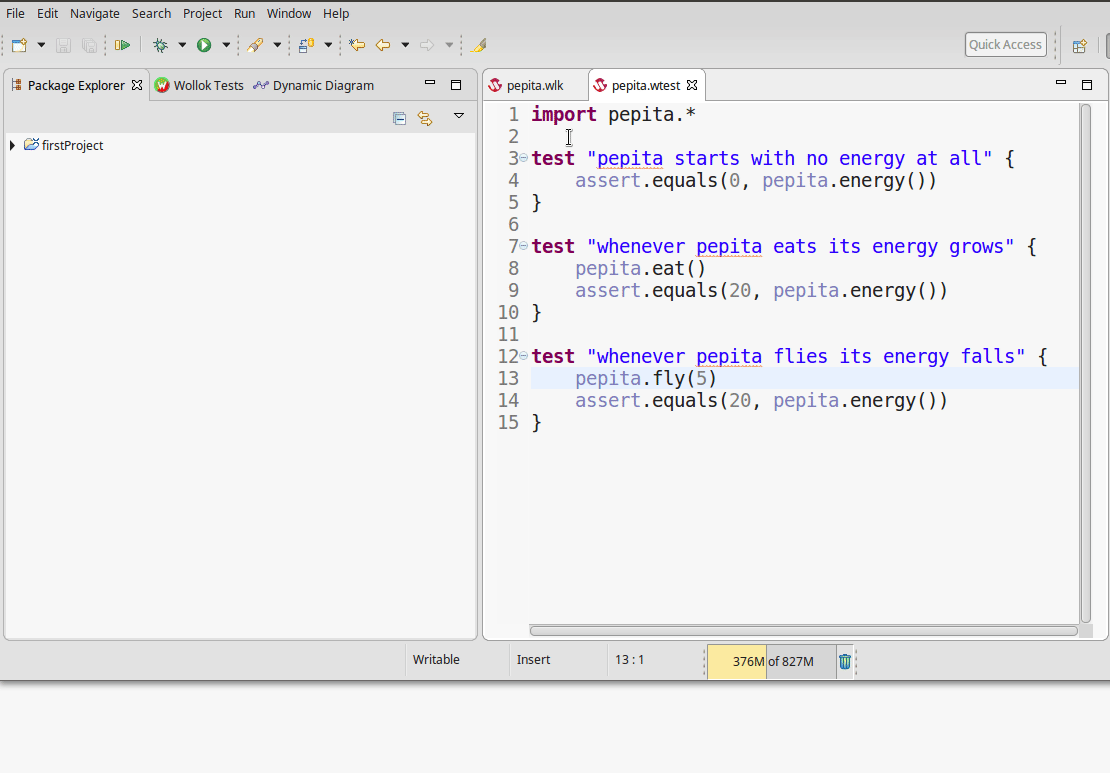 File Edit Navigate Search Project Run Window Help
Quick Access
Package Explorer Wollok Tests Dynamic Diagram
firstProject
pepita.wlk pepita.wtest
1 import pepita.*
2
3 test "pepita starts with no energy at all" {
4 assert.equals(0, pepita.energy())
5 }
6
7 test "whenever pepita eats its energy grows" {
8 pepita.eat()
9 assert.equals(20, pepita.energy())
10 }
11
12 test "whenever pepita flies its energy falls" {
13 pepita.fly(5)
14 assert.equals(20, pepita.energy())
15 }
Writable Insert 13 : 1 376M of 827M